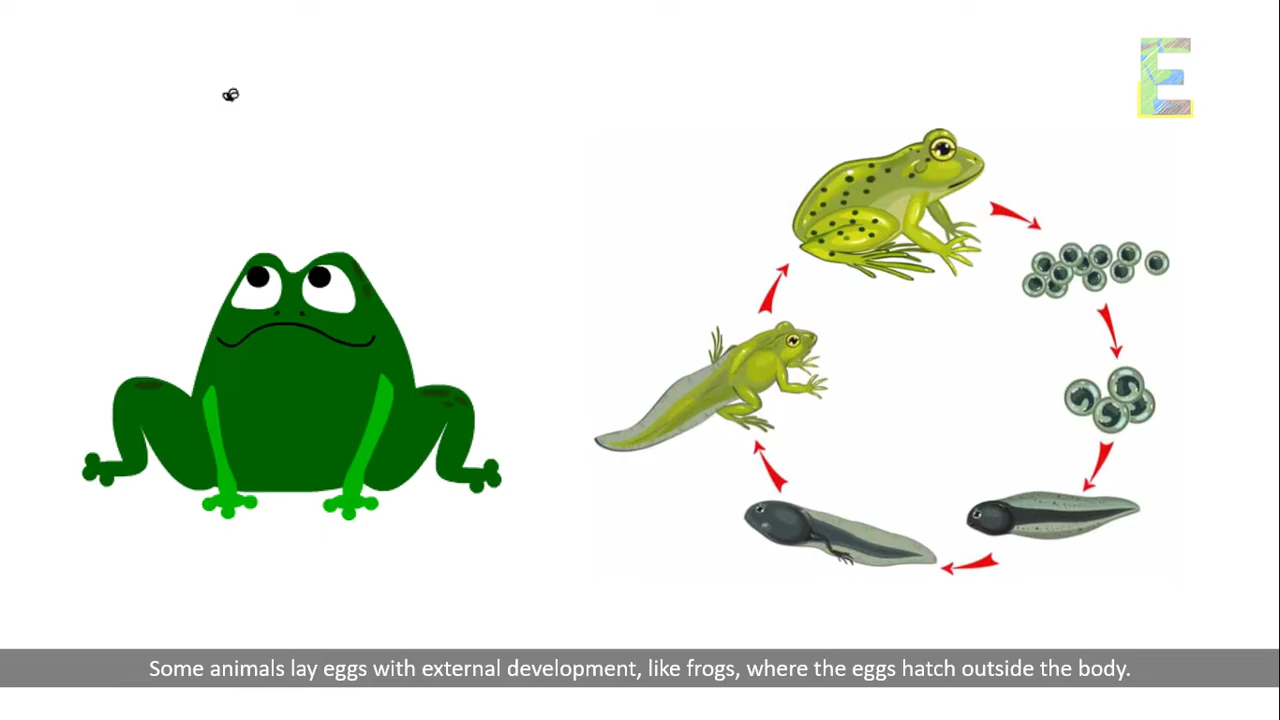 E
Some animals lay eggs with external development, like frogs, where the eggs hatch outside the body.